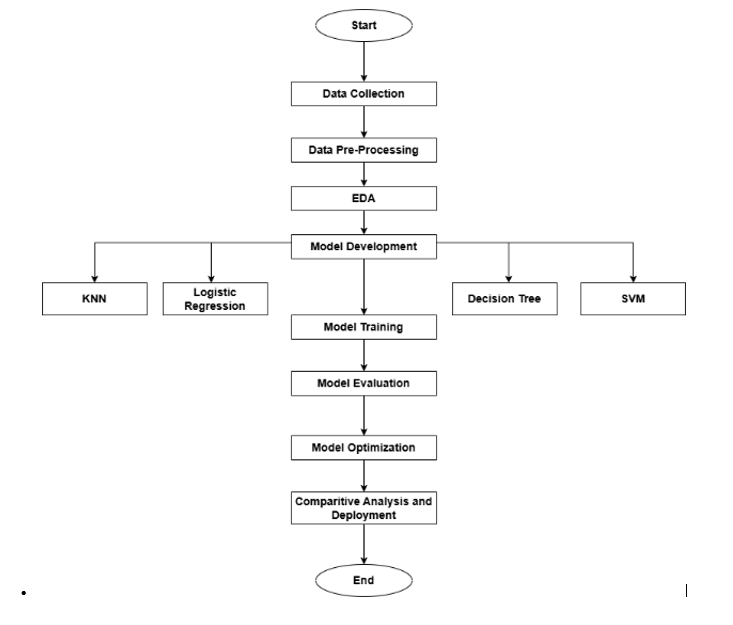 Start
Data Collection
Data Pre-Processing
EDA
Model Development
KNN
Logistic
Regression
Decision Tree
SVM
Model Training
Model Evaluation
Model Optimization
Comparitive Analysis and
Deployment
End